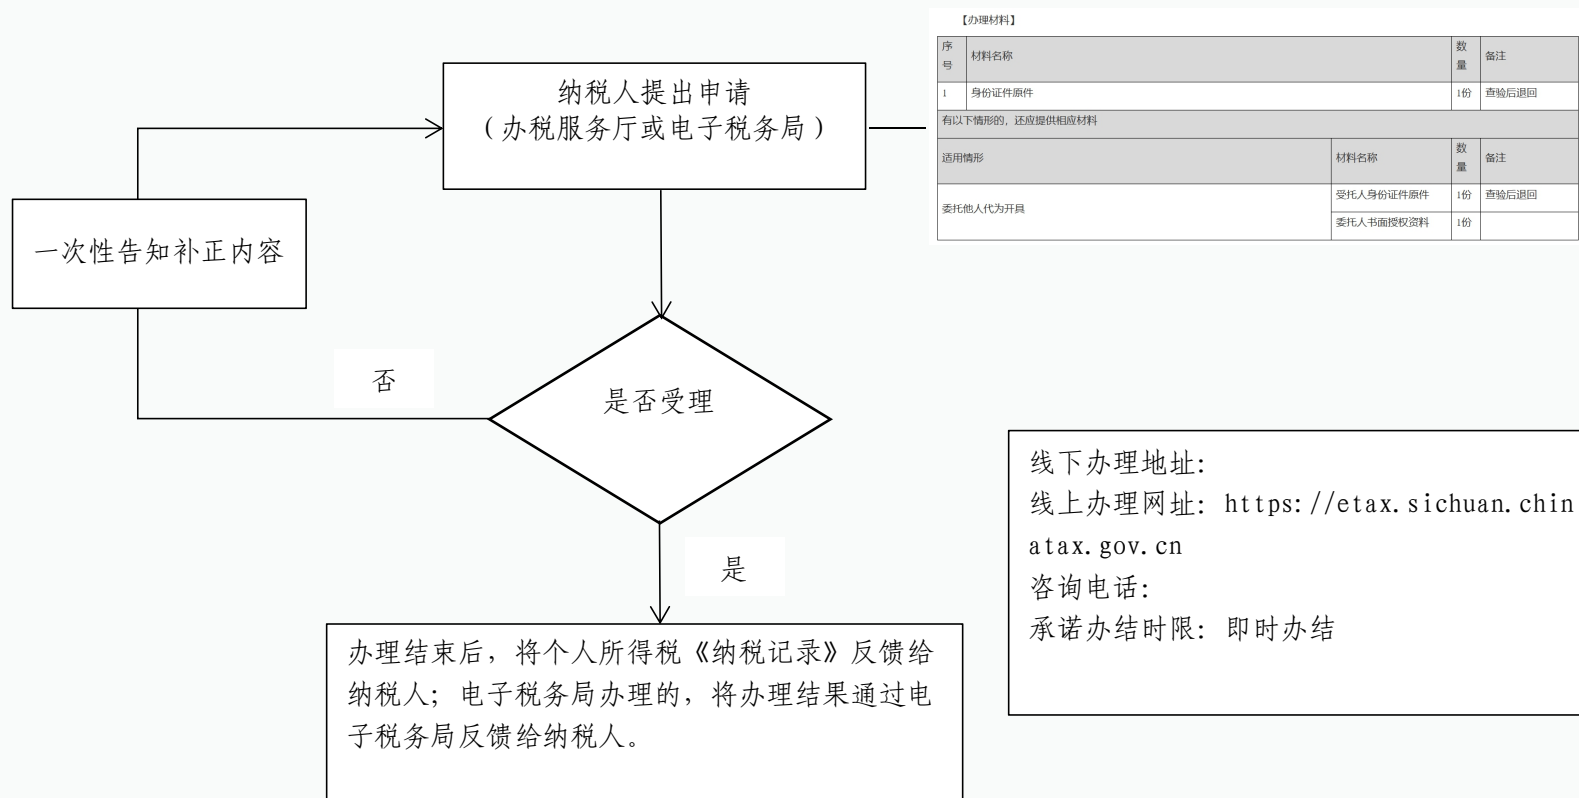 【办理材料】
序号 材料名称 数量 备注
1 身份证件原件 1份 查验后退回
有以下情形的，还应提供相应材料
适用情形 材料名称 数量 备注
委托他人代为开具 受托人身份证件原件 1份 查验后退回
委托人书面授权资料 1份
纳税人提出申请
（办税服务厅或电子税务局）
一次性告知补正内容
否
是否受理
是
办理结束后，将个人所得税《纳税记录》反馈给
纳税人；电子税务局办理的，将办理结果通过电
子税务局反馈给纳税人。
线下办理地址：
线上办理网址：https://etax.sichuan.chin
atax.gov.cn
咨询电话：
承诺办结时限：即时办结